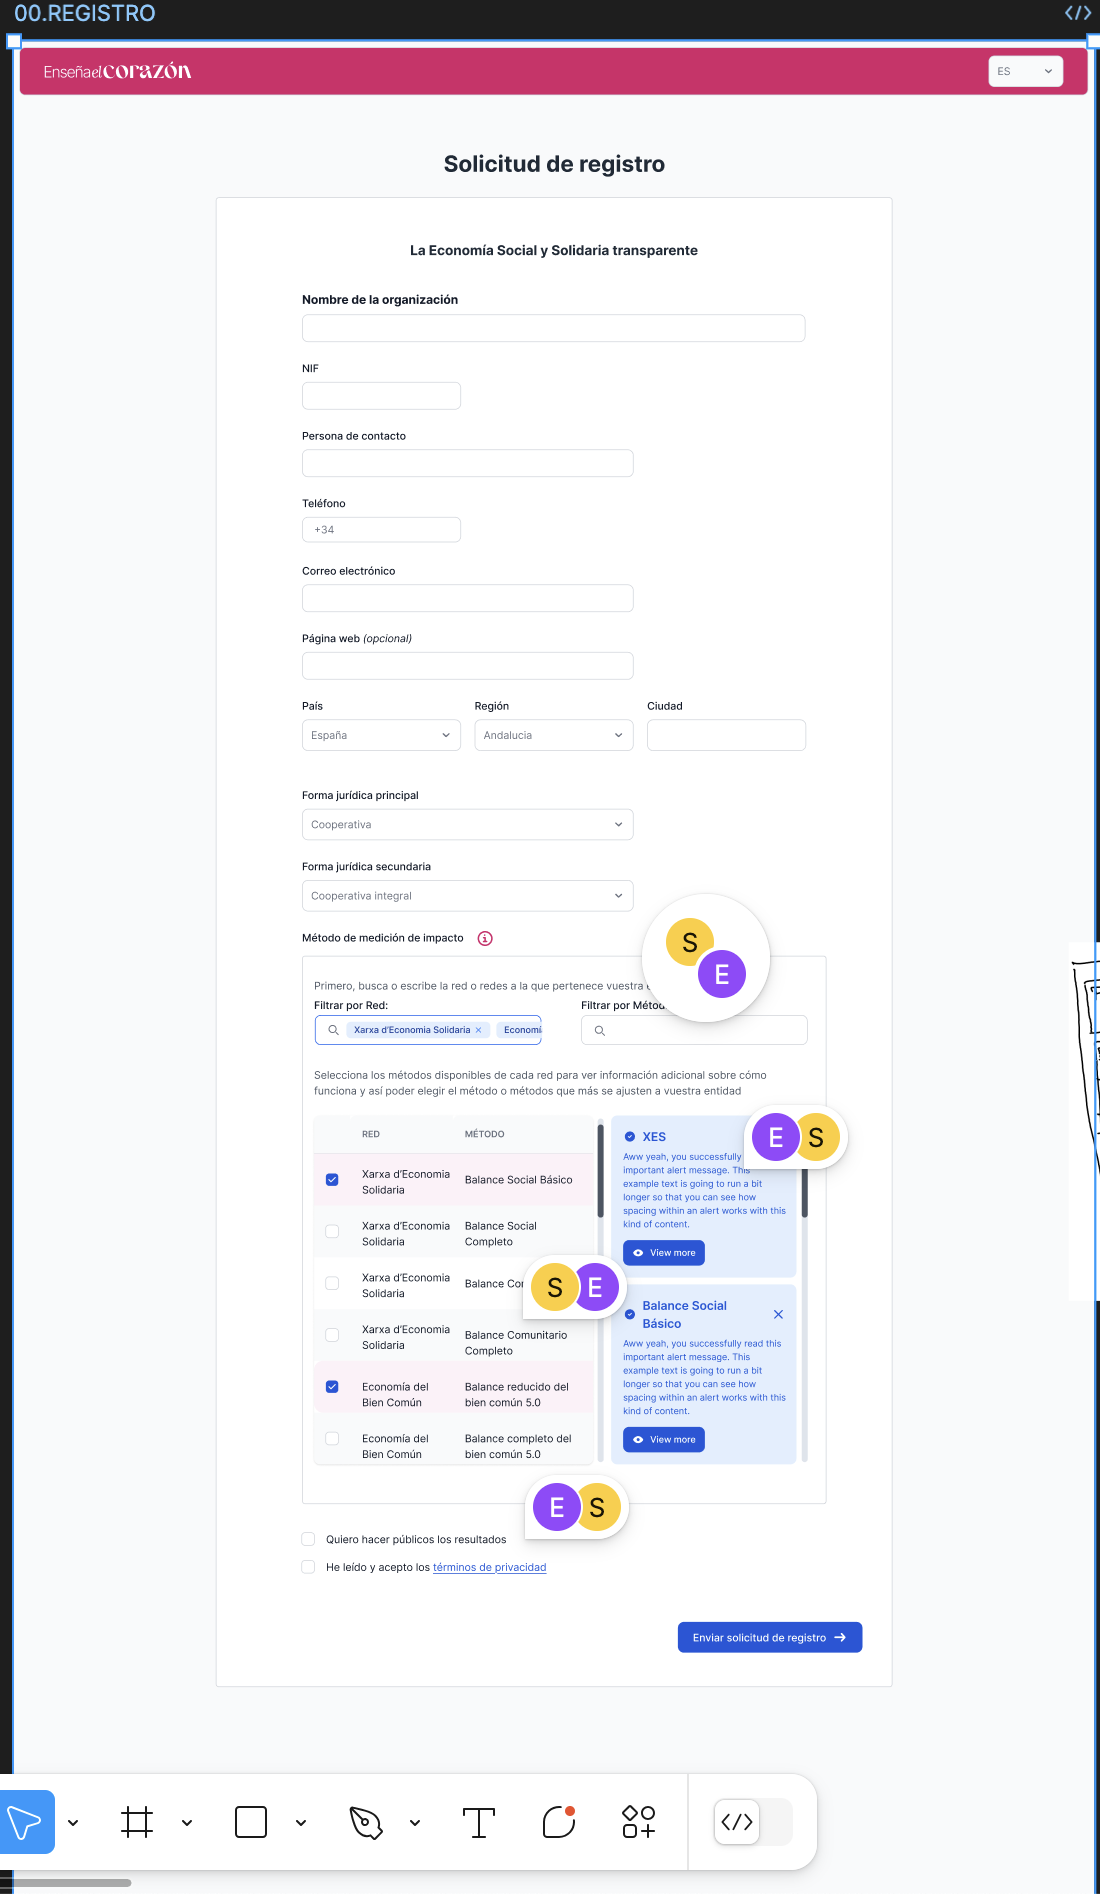 00.REGISTRO
Enseñaelcorazón
ES
Solicitud de registro
La Economía Social y Solidaria transparente
Nombre de la organización
NIF
Persona de contacto
Teléfono
+34
Correo electrónico
Página web (opcional)
País
Región
Ciudad
España
Andalucia
Forma jurídica principal
Cooperativa
Forma jurídica secundaria
Cooperativa integral
Método de medición de impacto
S
E
Primero, busca o escribe la red o redes a la que pertenece vuestra
Filtrar por Red:
Filtrar por Métod
Xarxa d'Economia Solidaria
Economí
Selecciona los métodos disponibles de cada red para ver información adicional sobre cómo
funciona y así poder elegir el método o métodos que más se ajusten a vuestra entidad
RED
MÉTODO
Xarxa d'Economia
Solidaria
Balance Social Básico
Xarxa d'Economia
Solidaria
Balance Social
Completo
Xarxa d'Economia
Solidaria
Balance Co
Xarxa d'Economia
Solidaria
Balance Comunitario
Completo
Economía del
Bien Común
Balance reducido del
bien común 5.0
Economía del
Bien Común
Balance completo del
bien común 5.0
XES
E
S
Aww yeah, you successfully
important alert message. This
example text is going to run a bit
longer so that you can see how
spacing within an alert works with this
kind of content.
View more
S
E
Balance Social
Básico
Aww yeah, you successfully read this
important alert message. This
example text is going to run a bit
longer so that you can see how
spacing within an alert works with this
kind of content.
View more
E
S
Quiero hacer públicos los resultados
He leído y acepto los términos de privacidad
Enviar solicitud de registro